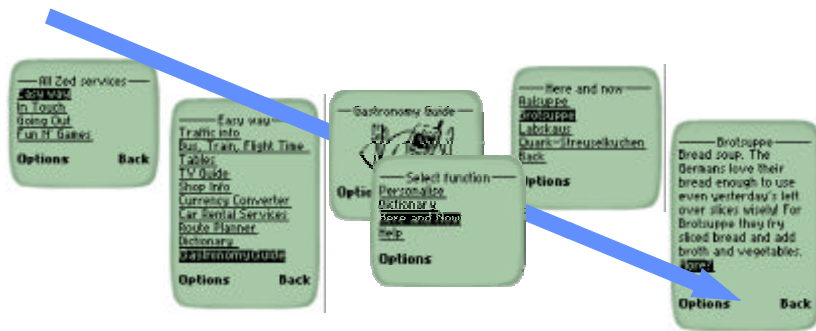 All Zed services
Easy way
In Touch
Going Out
Fun N' Games
Options Back
Easy way
Traffic info
Bus, Train, Flight Time
Tables
TV Guide
Shop Info
Currency Converter
Car Rental Services
Route Planner
Dictionary
Gastronomy Guide
Options Back
Gastronomy Guide
Select function
Personalise
Dictionary
Here and Now
Help
Options
Here and now
Aalsuppe
Brotsuppe
Labskaus
Quark-Streuselkuchen
Back
Options
Brotsuppe
Bread soup. The
Germans love their
bread enough to use
even yesterday's left
over slices wisely! For
Brotsuppe they fry
sliced bread and add
broth and vegetables.
Options Back